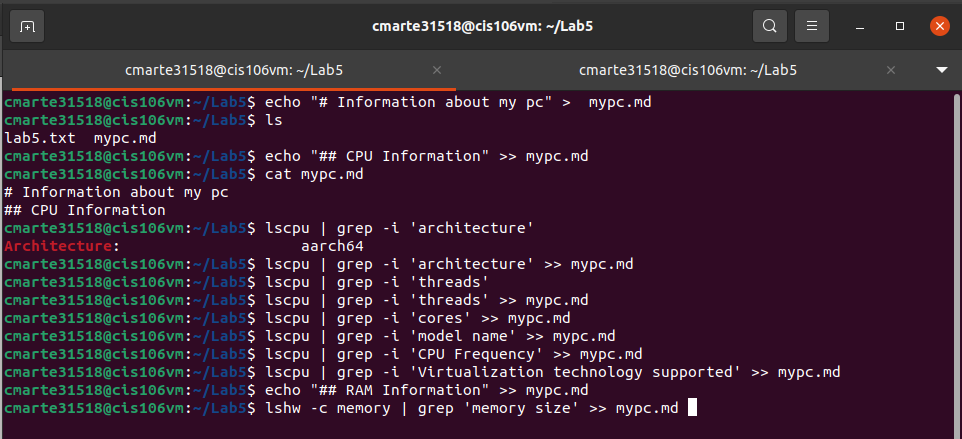 cmarte31518@cis106vm: ~/Lab5
cmarte31518@cis106vm: ~/Lab5 × cmarte31518@cis106vm: ~/Lab5 ×
cmarte31518@cis106vm:~/Lab5$ echo "# Information about my pc" >  mypc.md
cmarte31518@cis106vm:~/Lab5$ ls
lab5.txt  mypc.md
cmarte31518@cis106vm:~/Lab5$ echo "## CPU Information" >> mypc.md
cmarte31518@cis106vm:~/Lab5$ cat mypc.md
# Information about my pc
## CPU Information
cmarte31518@cis106vm:~/Lab5$ lscpu | grep -i 'architecture'
Architecture:                    aarch64
cmarte31518@cis106vm:~/Lab5$ lscpu | grep -i 'architecture' >> mypc.md
cmarte31518@cis106vm:~/Lab5$ lscpu | grep -i 'threads'
cmarte31518@cis106vm:~/Lab5$ lscpu | grep -i 'threads' >> mypc.md
cmarte31518@cis106vm:~/Lab5$ lscpu | grep -i 'cores' >> mypc.md
cmarte31518@cis106vm:~/Lab5$ lscpu | grep -i 'model name' >> mypc.md
cmarte31518@cis106vm:~/Lab5$ lscpu | grep -i 'CPU Frequency' >> mypc.md
cmarte31518@cis106vm:~/Lab5$ lscpu | grep -i 'Virtualization technology supported' >> mypc.md
cmarte31518@cis106vm:~/Lab5$ echo "## RAM Information" >> mypc.md
cmarte31518@cis106vm:~/Lab5$ lshw -c memory | grep 'memory size' >> mypc.md